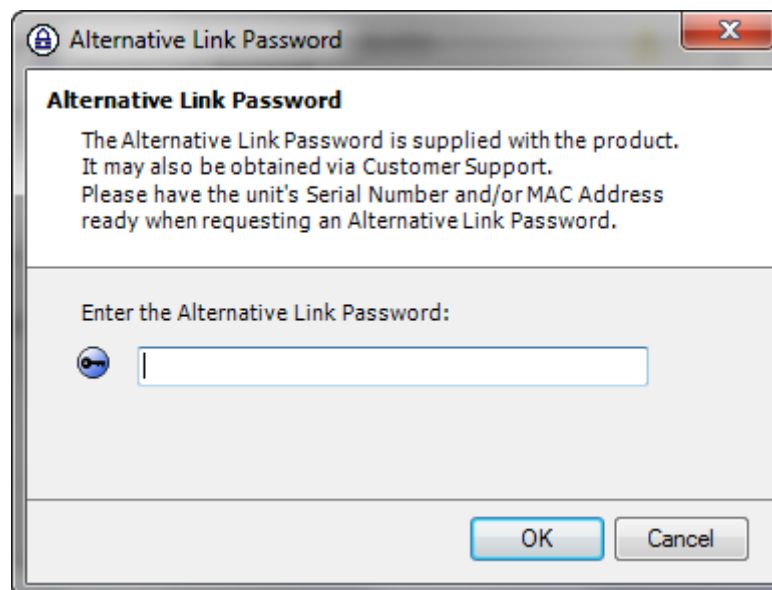 Alternative Link Password
Alternative Link Password
The Alternative Link Password is supplied with the product.
It may also be obtained via Customer Support.
Please have the unit's Serial Number and/or MAC Address
ready when requesting an Alternative Link Password.
Enter the Alternative Link Password:
OK
Cancel